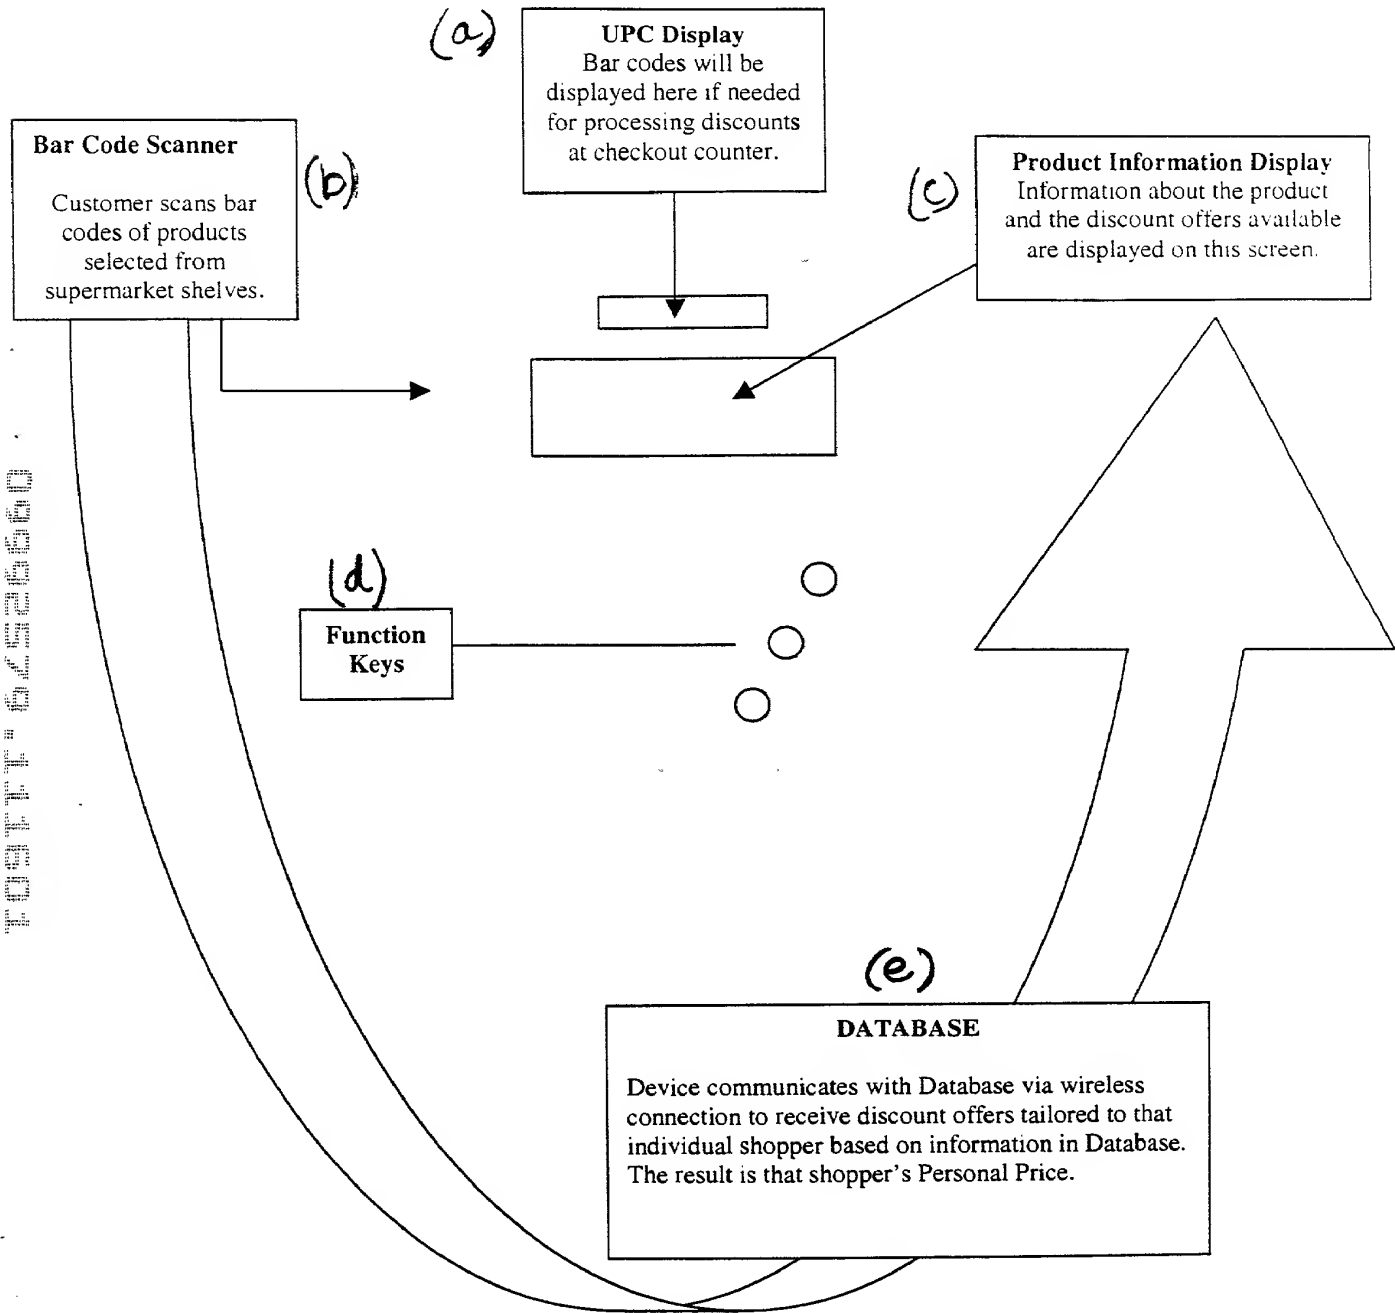 (a)
UPC Display
Bar codes will be
displayed here if needed
for processing discounts
at checkout counter.
Bar Code Scanner
(b)
Customer scans bar
codes of products
selected from
supermarket shelves.
(c)
Product Information Display
Information about the product
and the discount offers available
are displayed on this screen.
(d)
Function
Keys
(e)
DATABASE
Device communicates with Database via wireless
connection to receive discount offers tailored to that
individual shopper based on information in Database.
The result is that shopper's Personal Price.